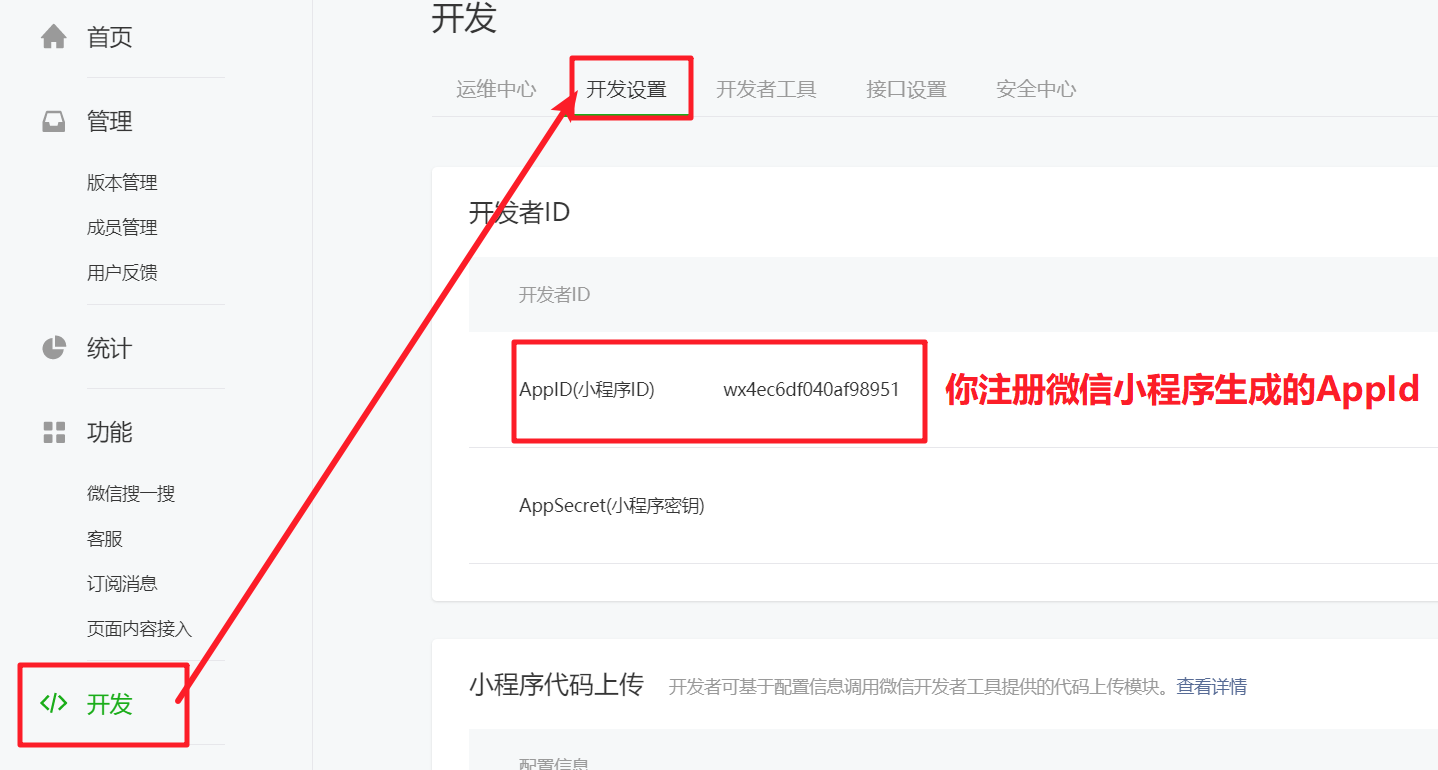 首页
管理
版本管理
成员管理
用户反馈
统计
功能
微信搜一搜
客服
订阅消息
页面内容接入
</> 开发
开发
运维中心 开发设置 开发者工具 接口设置 安全中心
开发者ID
开发者ID
AppID(小程序ID) wx4ec6df040af98951 你注册微信小程序生成的AppId
AppSecret(小程序密钥)
小程序代码上传 开发者可基于配置信息调用微信开发者工具提供的代码上传模块。查看详情
配置信息